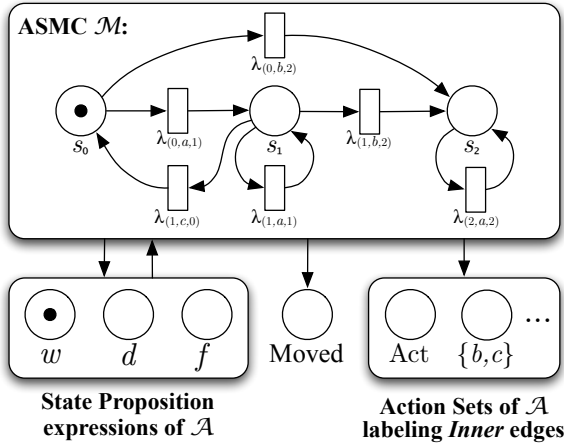 ASMC ℳ:
λ(0,b,2)
s₀
λ(0,a,1)
s₁
λ(1,b,2)
s₂
λ(1,c,0)
λ(1,a,1)
λ(2,a,2)
w
d
f
Moved
Act
{b,c}
...
State Proposition
expressions of 𝒜
Action Sets of 𝒜
labeling Inner edges